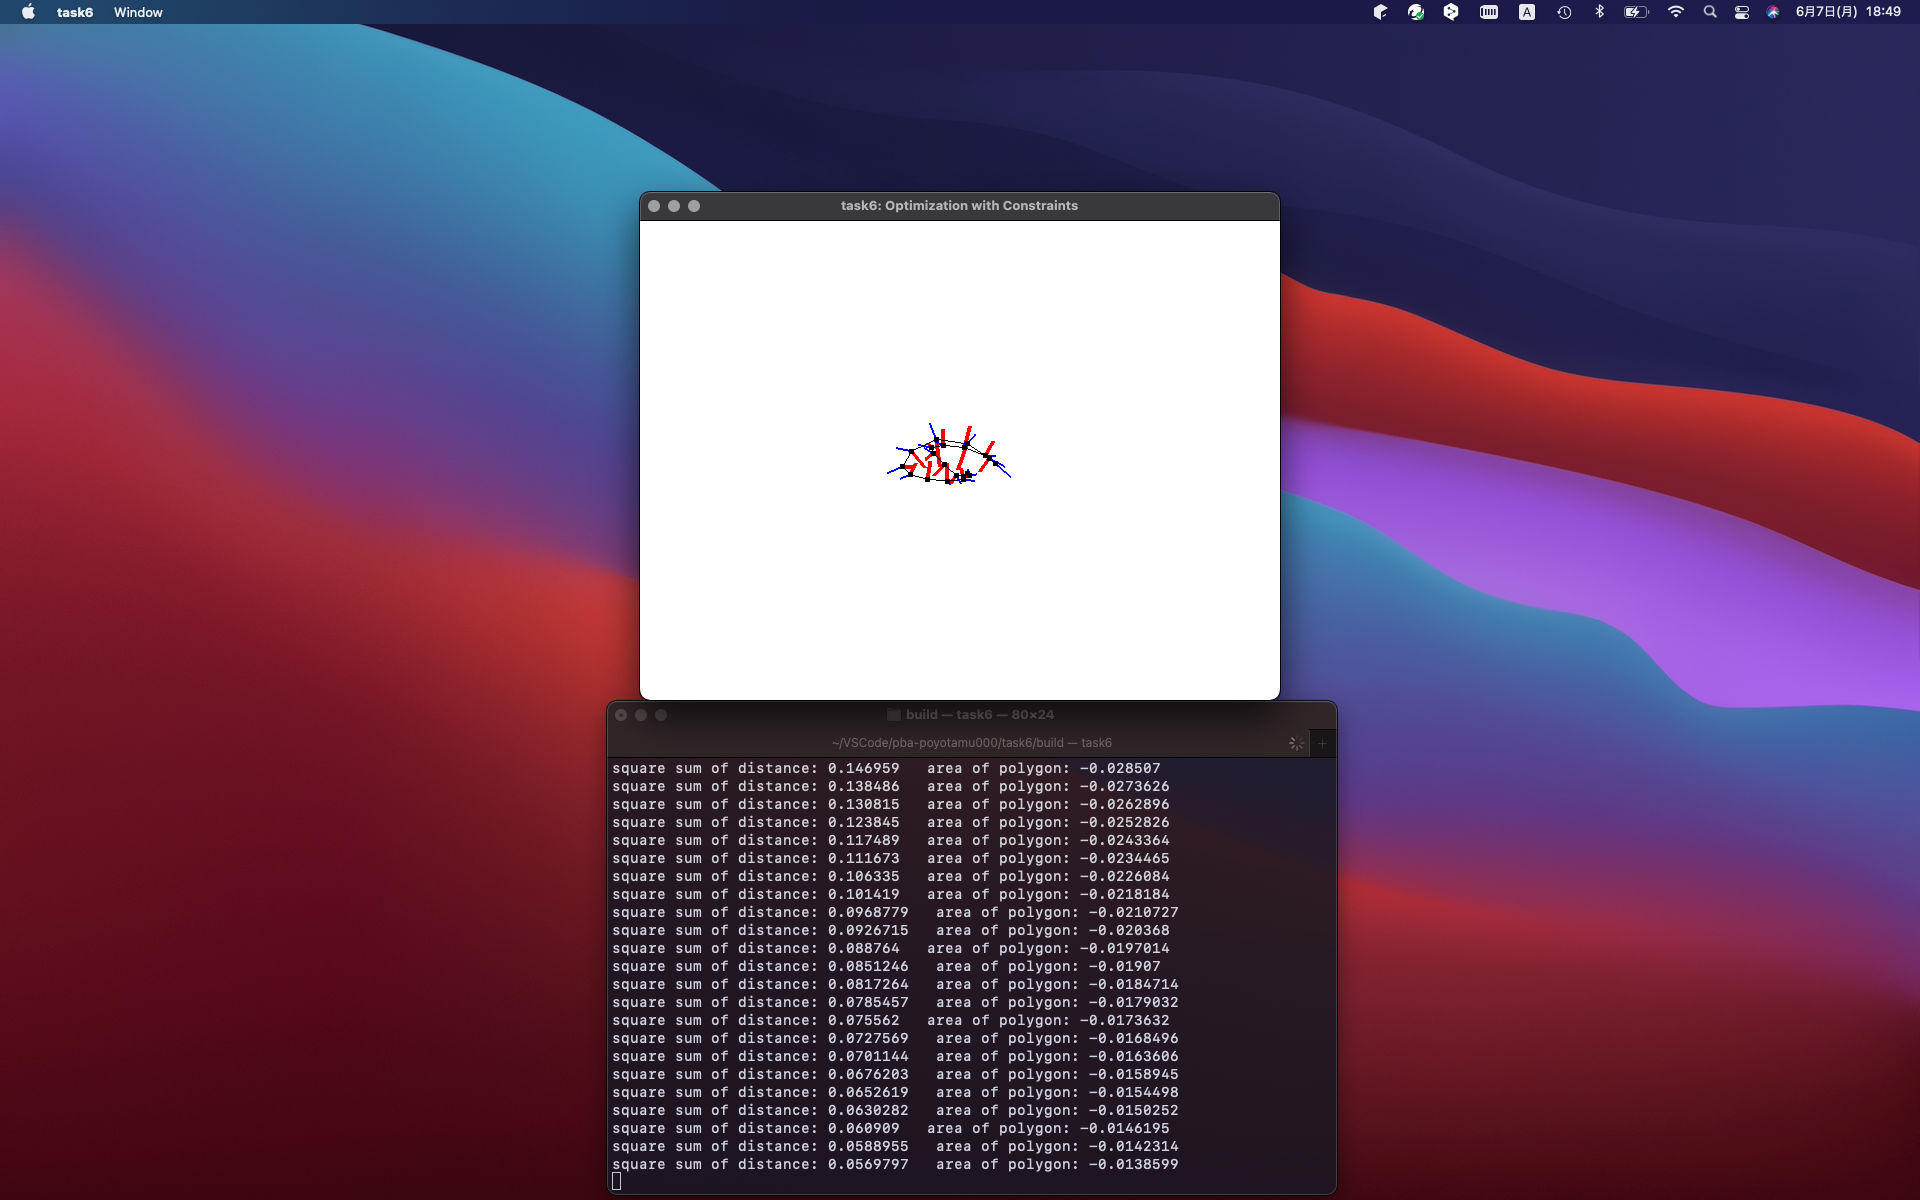 task6 Window A 6月7日(月) 18:49
task6: Optimization with Constraints
build — task6 — 80×24
~/VSCode/pba-poyotamu000/task6/build — task6 +
square sum of distance: 0.146959 area of polygon: -0.028507
square sum of distance: 0.138486 area of polygon: -0.0273626
square sum of distance: 0.130815 area of polygon: -0.0262896
square sum of distance: 0.123845 area of polygon: -0.0252826
square sum of distance: 0.117489 area of polygon: -0.0243364
square sum of distance: 0.111673 area of polygon: -0.0234465
square sum of distance: 0.106335 area of polygon: -0.0226084
square sum of distance: 0.101419 area of polygon: -0.0218184
square sum of distance: 0.0968779 area of polygon: -0.0210727
square sum of distance: 0.0926715 area of polygon: -0.020368
square sum of distance: 0.088764 area of polygon: -0.0197014
square sum of distance: 0.0851246 area of polygon: -0.01907
square sum of distance: 0.0817264 area of polygon: -0.0184714
square sum of distance: 0.0785457 area of polygon: -0.0179032
square sum of distance: 0.075562 area of polygon: -0.0173632
square sum of distance: 0.0727569 area of polygon: -0.0168496
square sum of distance: 0.0701144 area of polygon: -0.0163606
square sum of distance: 0.0676203 area of polygon: -0.0158945
square sum of distance: 0.0652619 area of polygon: -0.0154498
square sum of distance: 0.0630282 area of polygon: -0.0150252
square sum of distance: 0.060909 area of polygon: -0.0146195
square sum of distance: 0.0588955 area of polygon: -0.0142314
square sum of distance: 0.0569797 area of polygon: -0.0138599